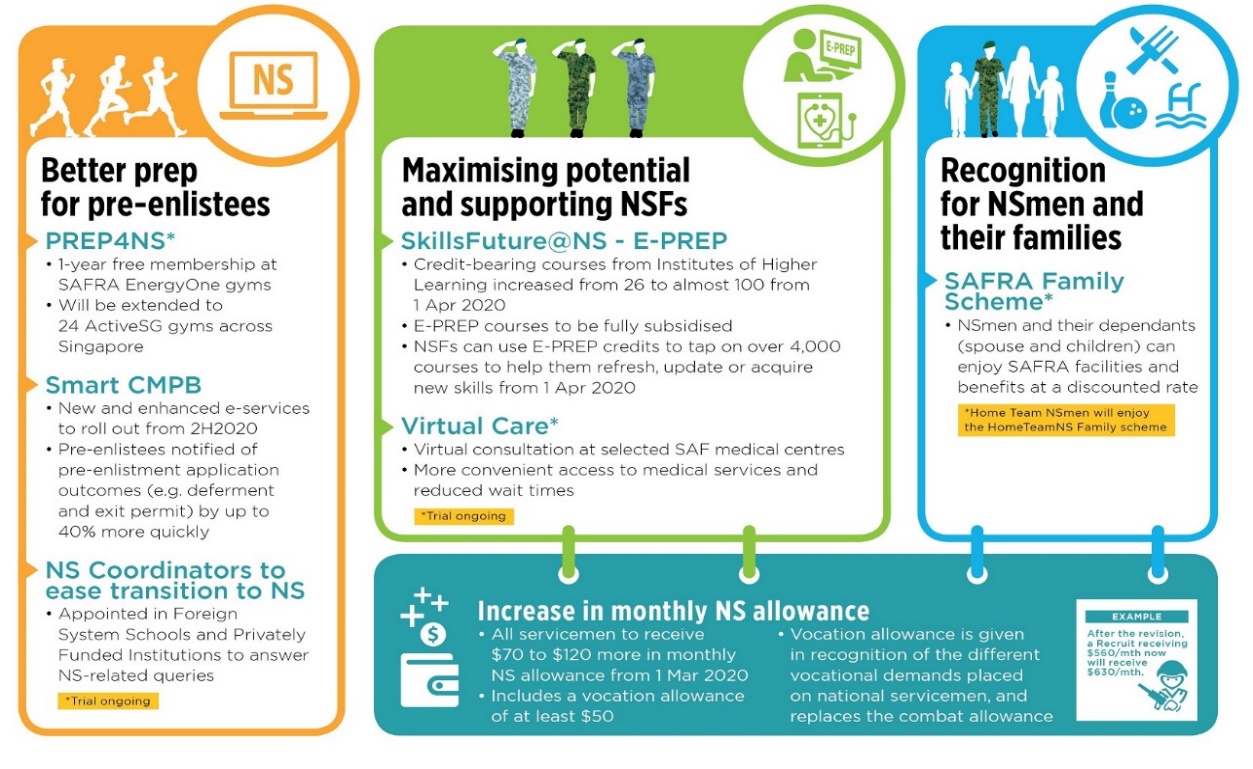 NS
Better prep
for pre-enlistees
PREP4NS*
• 1-year free membership at
SAFRA EnergyOne gyms
• Will be extended to
24 ActiveSG gyms across
Singapore
Smart CMPB
• New and enhanced e-services
to roll out from 2H2020
• Pre-enlistees notified of
pre-enlistment application
outcomes (e.g. deferment
and exit permit) by up to
40% more quickly
NS Coordinators to
ease transition to NS
• Appointed in Foreign
System Schools and Privately
Funded Institutions to answer
NS-related queries
*Trial ongoing
E-PREP
Maximising potential
and supporting NSFs
SkillsFuture@NS - E-PREP
• Credit-bearing courses from Institutes of Higher
Learning increased from 26 to almost 100 from
1 Apr 2020
• E-PREP courses to be fully subsidised
• NSFs can use E-PREP credits to tap on over 4,000
courses to help them refresh, update or acquire
new skills from 1 Apr 2020
Virtual Care*
• Virtual consultation at selected SAF medical centres
• More convenient access to medical services and
reduced wait times
*Trial ongoing
Recognition
for NSmen and
their families
SAFRA Family
Scheme*
• NSmen and their dependants
(spouse and children) can
enjoy SAFRA facilities and
benefits at a discounted rate
*Home Team NSmen will enjoy
the HomeTeamNS Family scheme
$
Increase in monthly NS allowance
• All servicemen to receive
$70 to $120 more in monthly
NS allowance from 1 Mar 2020
• Includes a vocation allowance
of at least $50
• Vocation allowance is given
in recognition of the different
vocational demands placed
on national servicemen, and
replaces the combat allowance
EXAMPLE
After the revision,
a Recruit receiving
$560/mth now
will receive
$630/mth.